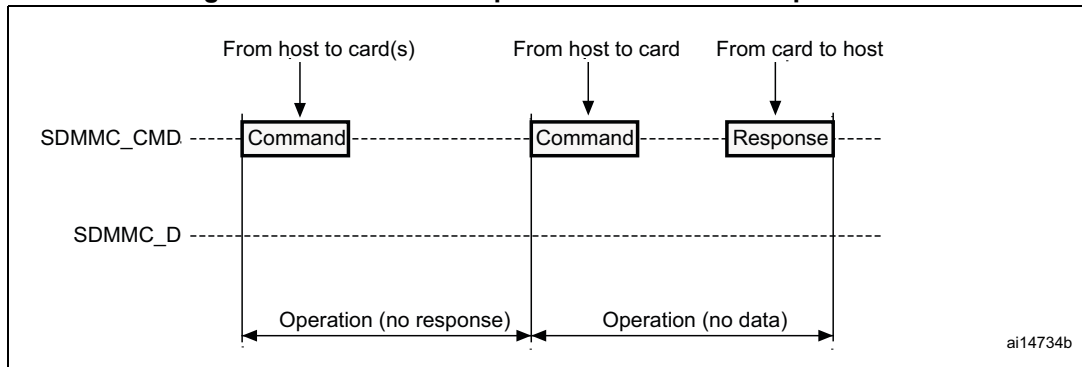 From host to card(s) From host to card From card to host
SDMMC_CMD Command Command Response
SDMMC_D
Operation (no response) Operation (no data)
ai14734b